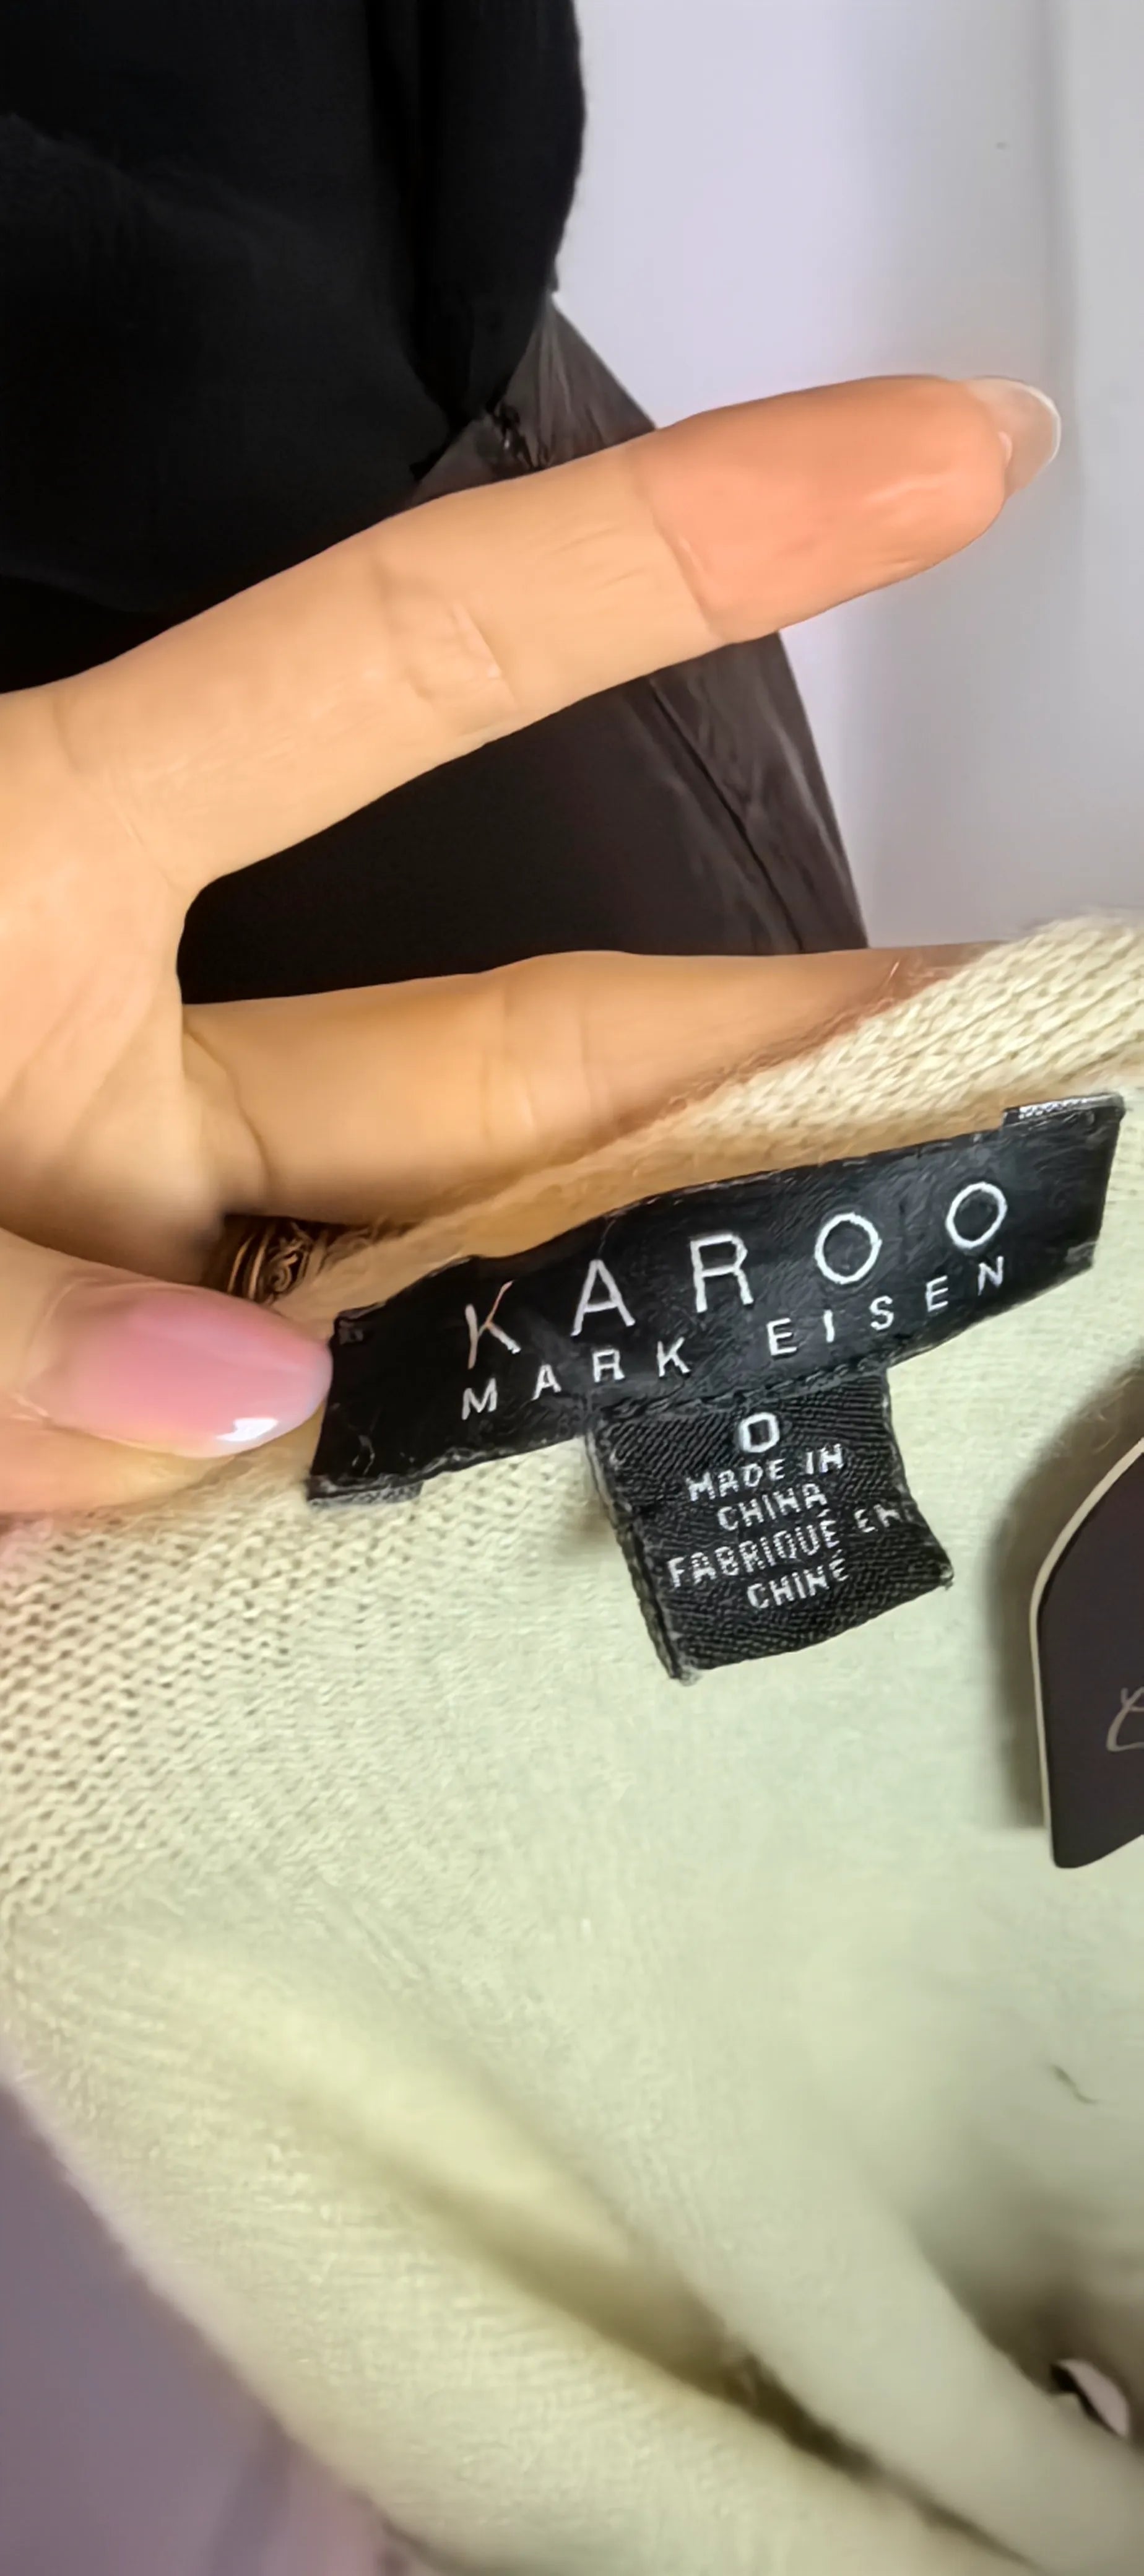 KAROO
MARK EISEN
0
MADE IN
CHINA
FABRIQUÉ EN
CHINE